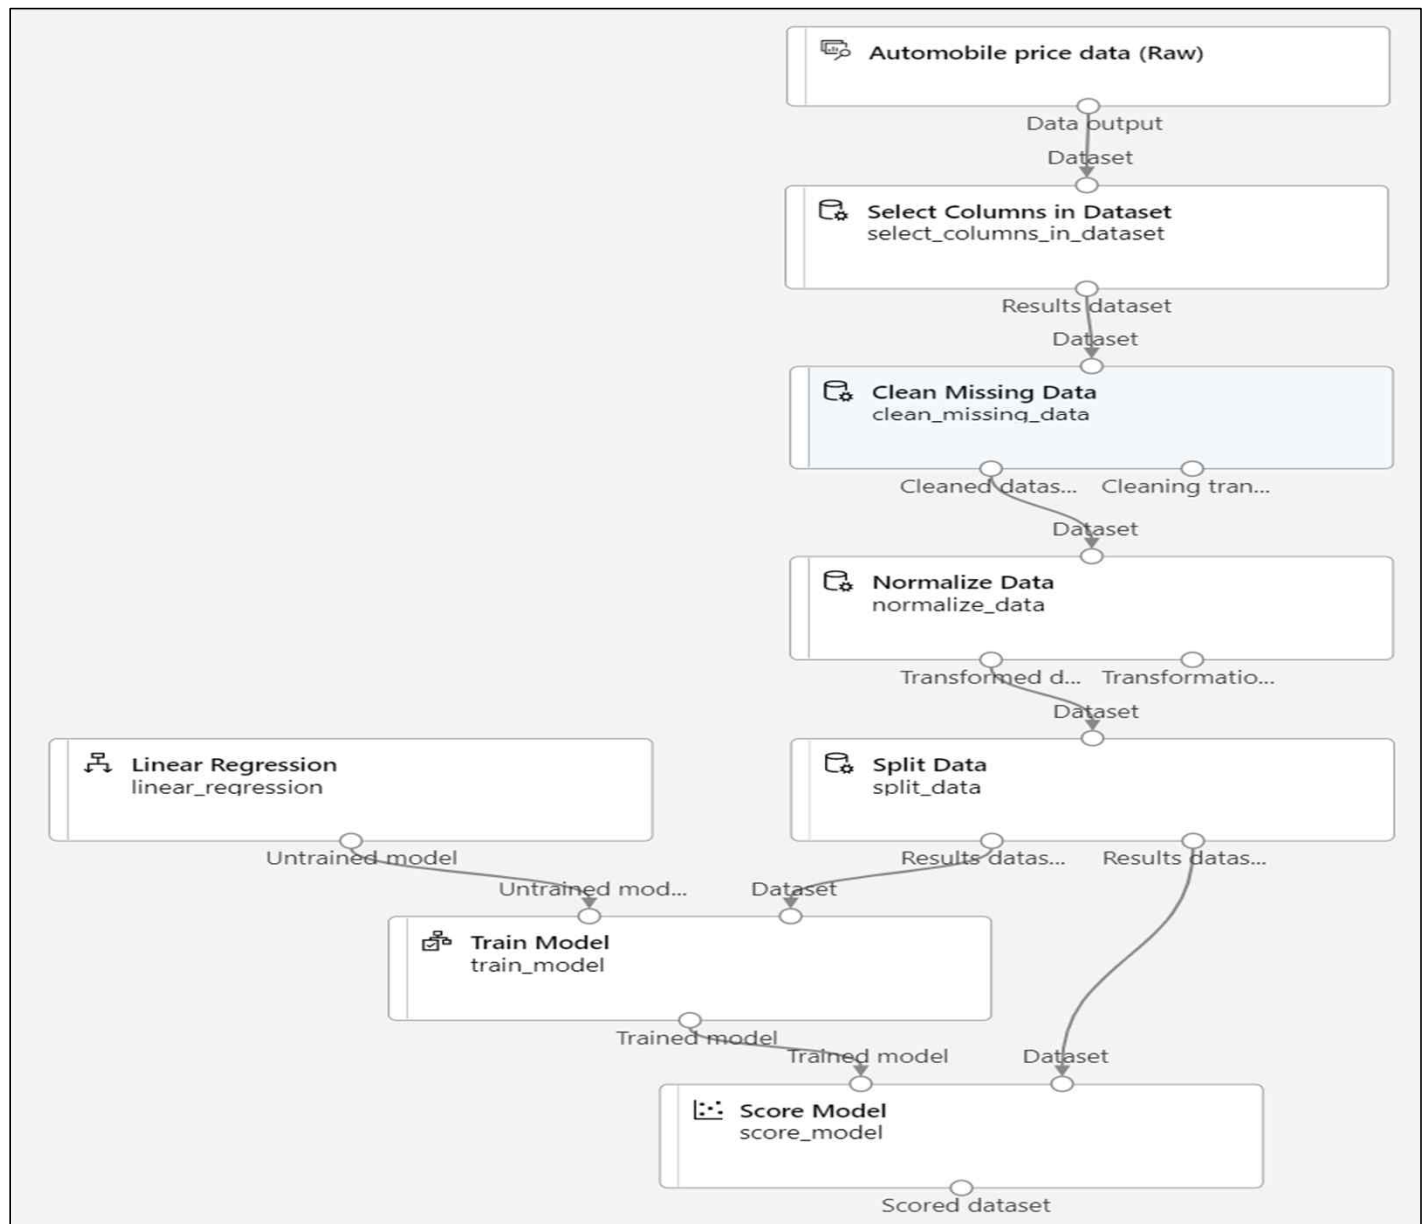 Automobile price data (Raw)
Data output
Dataset
Select Columns in Dataset
select_columns_in_dataset
Results dataset
Dataset
Clean Missing Data
clean_missing_data
Cleaned datas... Cleaning tran...
Dataset
Normalize Data
normalize_data
Transformed d... Transformatio...
Dataset
Linear Regression
linear_regression
Split Data
split_data
Untrained model
Results datas... Results datas...
Untrained mod... Dataset
Train Model
train_model
Trained model
Trained model Dataset
Score Model
score_model
Scored dataset